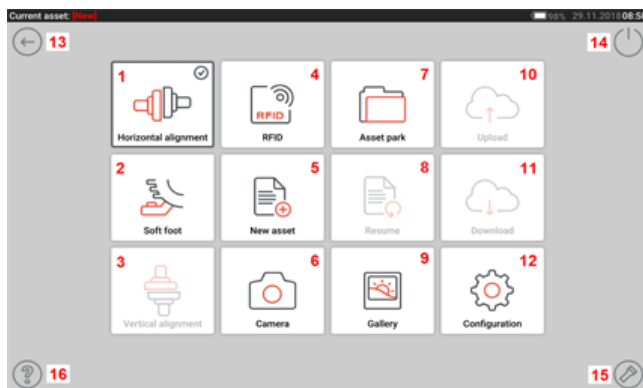 Current asset: [New]
98% 29.11.2018 08:58
13
14
1
4
7
10
Horizontal alignment
RFID
RFID
Asset park
Upload
2
5
8
11
Soft foot
New asset
Resume
Download
3
6
9
12
Vertical alignment
Camera
Gallery
Configuration
?
16
15